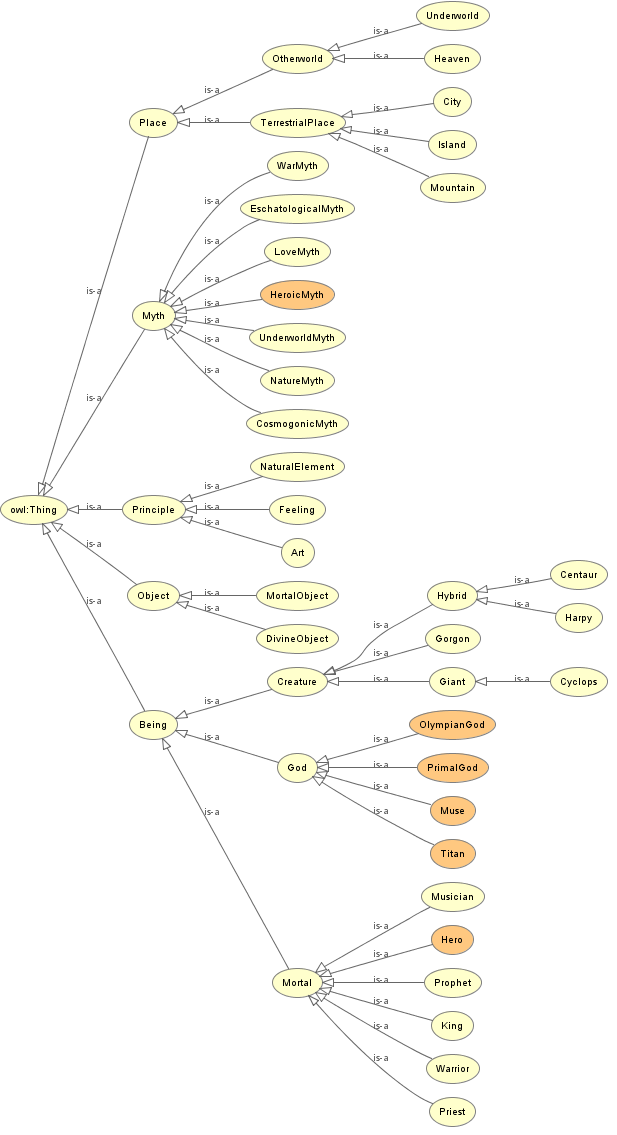 Underworld
is-a
Otherworld
is-a
Heaven
is-a
City
is-a
Place
is-a
TerrestrialPlace
is-a
Island
is-a
Mountain
WarMyth
is-a
EschatologicalMyth
is-a
LoveMyth
is-a
is-a
HeroicMyth
is-a
Myth
is-a
UnderworldMyth
is-a
NatureMyth
is-a
is-a
CosmogonicMyth
NaturalElement
is-a
owl:Thing
is-a
Principle
is-a
Feeling
is-a
Art
is-a
Object
is-a
MortalObject
is-a
is-a
DivineObject
Centaur
is-a
Hybrid
is-a
Harpy
is-a
Gorgon
is-a
Creature
is-a
Giant
is-a
Cyclops
is-a
Being
is-a
OlympianGod
is-a
God
is-a
PrimalGod
is-a
Muse
is-a
is-a
Titan
Musician
is-a
Hero
is-a
Mortal
is-a
Prophet
is-a
King
is-a
Warrior
is-a
Priest